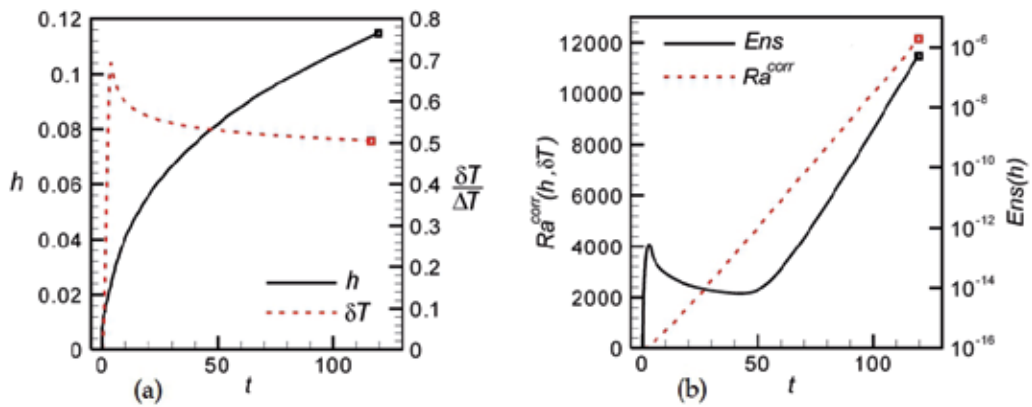 0.12
0.1
0.08
0.06
0.04
0.02
0
h
0.8
0.7
0.6
0.5
0.4
0.3
0.2
0.1
0
δT
ΔT
h
δT
0
50
100
(a)
t
12000
10000
8000
6000
4000
2000
0
Ra^corr(h,δT)
Ens
Ra^corr
10^-6
10^-8
10^-10
10^-12
10^-14
10^-16
Ens(h)
0
50
100
(b)
t